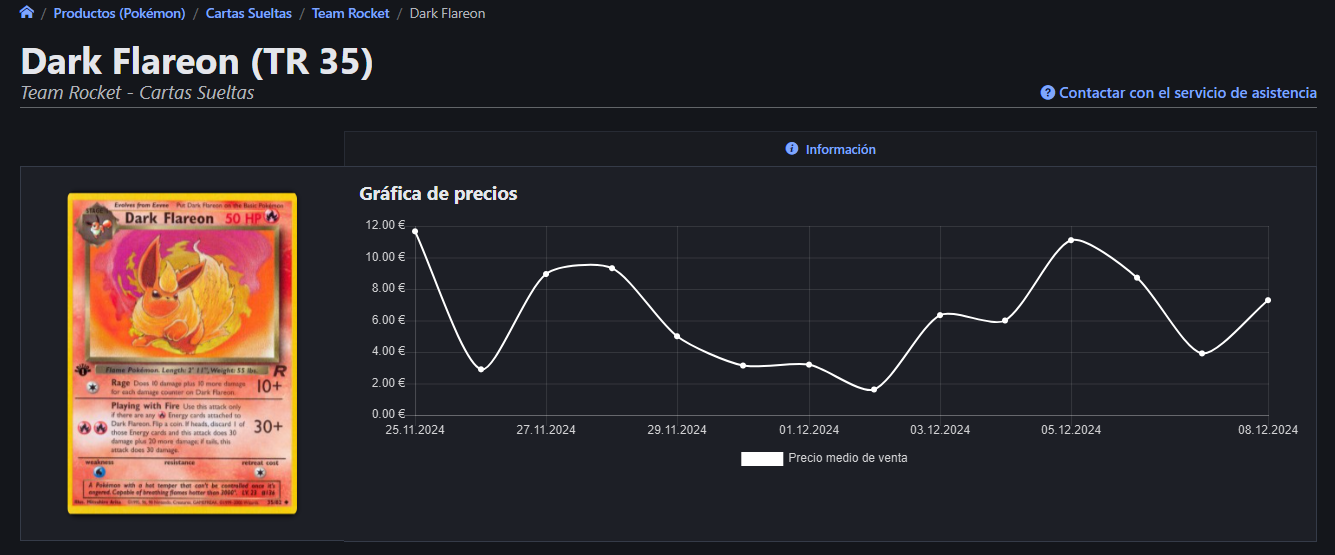 / Productos (Pokémon) / Cartas Sueltas / Team Rocket / Dark Flareon
Dark Flareon (TR 35)
Team Rocket - Cartas Sueltas
? Contactar con el servicio de asistencia
i Información
Evolves from Eevee Put Dark Flareon on the Basic Pokémon
STAGE 1
Dark Flareon 50 HP
Flame Pokémon. Length: 2' 11", Weight: 55 lbs.
R
Rage Does 10 damage plus 10 more damage
for each damage counter on Dark Flareon.
10+
Playing with Fire Use this attack only
if there are any Energy cards attached to
Dark Flareon. Flip a coin. If heads, discard 1 of
those Energy cards and this attack does 30
damage plus 20 more damage; if tails, this
attack does 30 damage.
30+
weakness resistance retreat cost
A Pokémon with a hot temper that can't be controlled once it's
angered. Capable of breathing flames hotter than 3000°.
35/82
Gráfica de precios
12.00 €
10.00 €
8.00 €
6.00 €
4.00 €
2.00 €
0.00 €
25.11.2024 27.11.2024 29.11.2024 01.12.2024 03.12.2024 05.12.2024 08.12.2024
Precio medio de venta